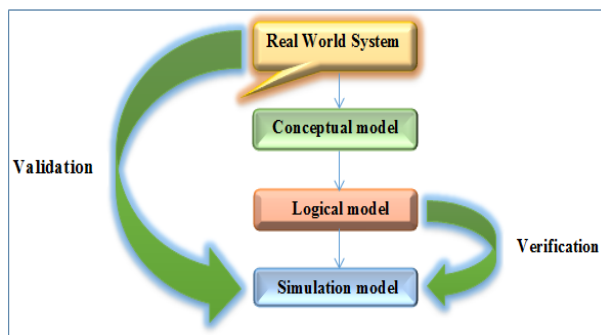 Real World System
Conceptual model
Validation
Logical model
Verification
Simulation model